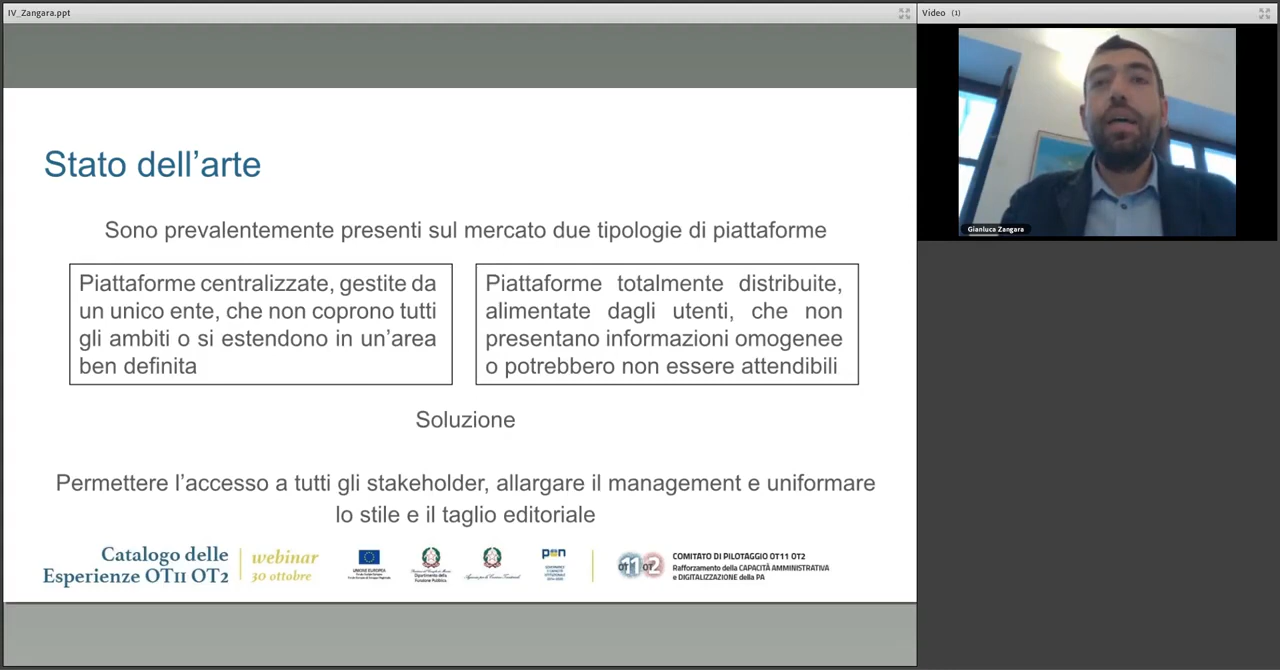 IV_Zangara.ppt
Video (1)
Gianluca Zangara
Stato dell’arte
Sono prevalentemente presenti sul mercato due tipologie di piattaforme
Piattaforme centralizzate, gestite da
un unico ente, che non coprono tutti
gli ambiti o si estendono in un’area
ben definita
Piattaforme totalmente distribuite,
alimentate dagli utenti, che non
presentano informazioni omogenee
o potrebbero non essere attendibili
Soluzione
Permettere l’accesso a tutti gli stakeholder, allargare il management e uniformare
lo stile e il taglio editoriale
Catalogo delle
Esperienze OT11 OT2
webinar
30 ottobre
UNIONE EUROPEA
pon
OT11 OT2
COMITATO DI PILOTAGGIO OT11 OT2
Rafforzamento della CAPACITÀ AMMINISTRATIVA
e DIGITALIZZAZIONE della PA